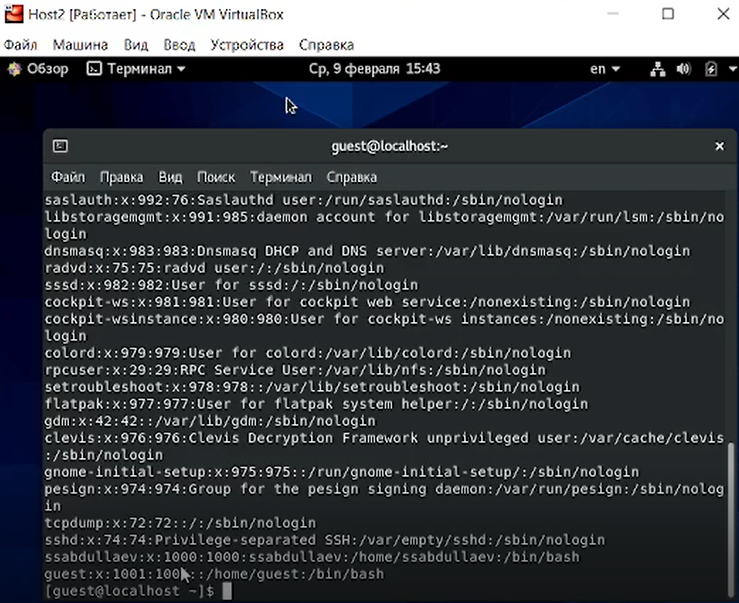 Host2 [Работает] - Oracle VM VirtualBox
Файл Машина Вид Ввод Устройства Справка
Обзор Терминал Ср, 9 февраля 15:43 en
guest@localhost:~
Файл Правка Вид Поиск Терминал Справка
saslauth:x:992:76:Saslauthd user:/run/saslauthd:/sbin/nologin
libstoragemgmt:x:991:985:daemon account for libstoragemgmt:/var/run/lsm:/sbin/no
login
dnsmasq:x:983:983:Dnsmasq DHCP and DNS server:/var/lib/dnsmasq:/sbin/nologin
radvd:x:75:75:radvd user:/:/sbin/nologin
sssd:x:982:982:User for sssd:/:/sbin/nologin
cockpit-ws:x:981:981:User for cockpit web service:/nonexisting:/sbin/nologin
cockpit-wsinstance:x:980:980:User for cockpit-ws instances:/nonexisting:/sbin/no
login
colord:x:979:979:User for colord:/var/lib/colord:/sbin/nologin
rpcuser:x:29:29:RPC Service User:/var/lib/nfs:/sbin/nologin
setroubleshoot:x:978:978::/var/lib/setroubleshoot:/sbin/nologin
flatpak:x:977:977:User for flatpak system helper:/:/sbin/nologin
gdm:x:42:42::/var/lib/gdm:/sbin/nologin
clevis:x:976:976:Clevis Decryption Framework unprivileged user:/var/cache/clevis
:/sbin/nologin
gnome-initial-setup:x:975:975::/run/gnome-initial-setup/:/sbin/nologin
pesign:x:974:974:Group for the pesign signing daemon:/var/run/pesign:/sbin/nolog
in
tcpdump:x:72:72::/:/sbin/nologin
sshd:x:74:74:Privilege-separated SSH:/var/empty/sshd:/sbin/nologin
ssabdullaev:x:1000:1000:ssabdullaev:/home/ssabdullaev:/bin/bash
guest:x:1001:100 ::/home/guest:/bin/bash
[guest@localhost ~]$